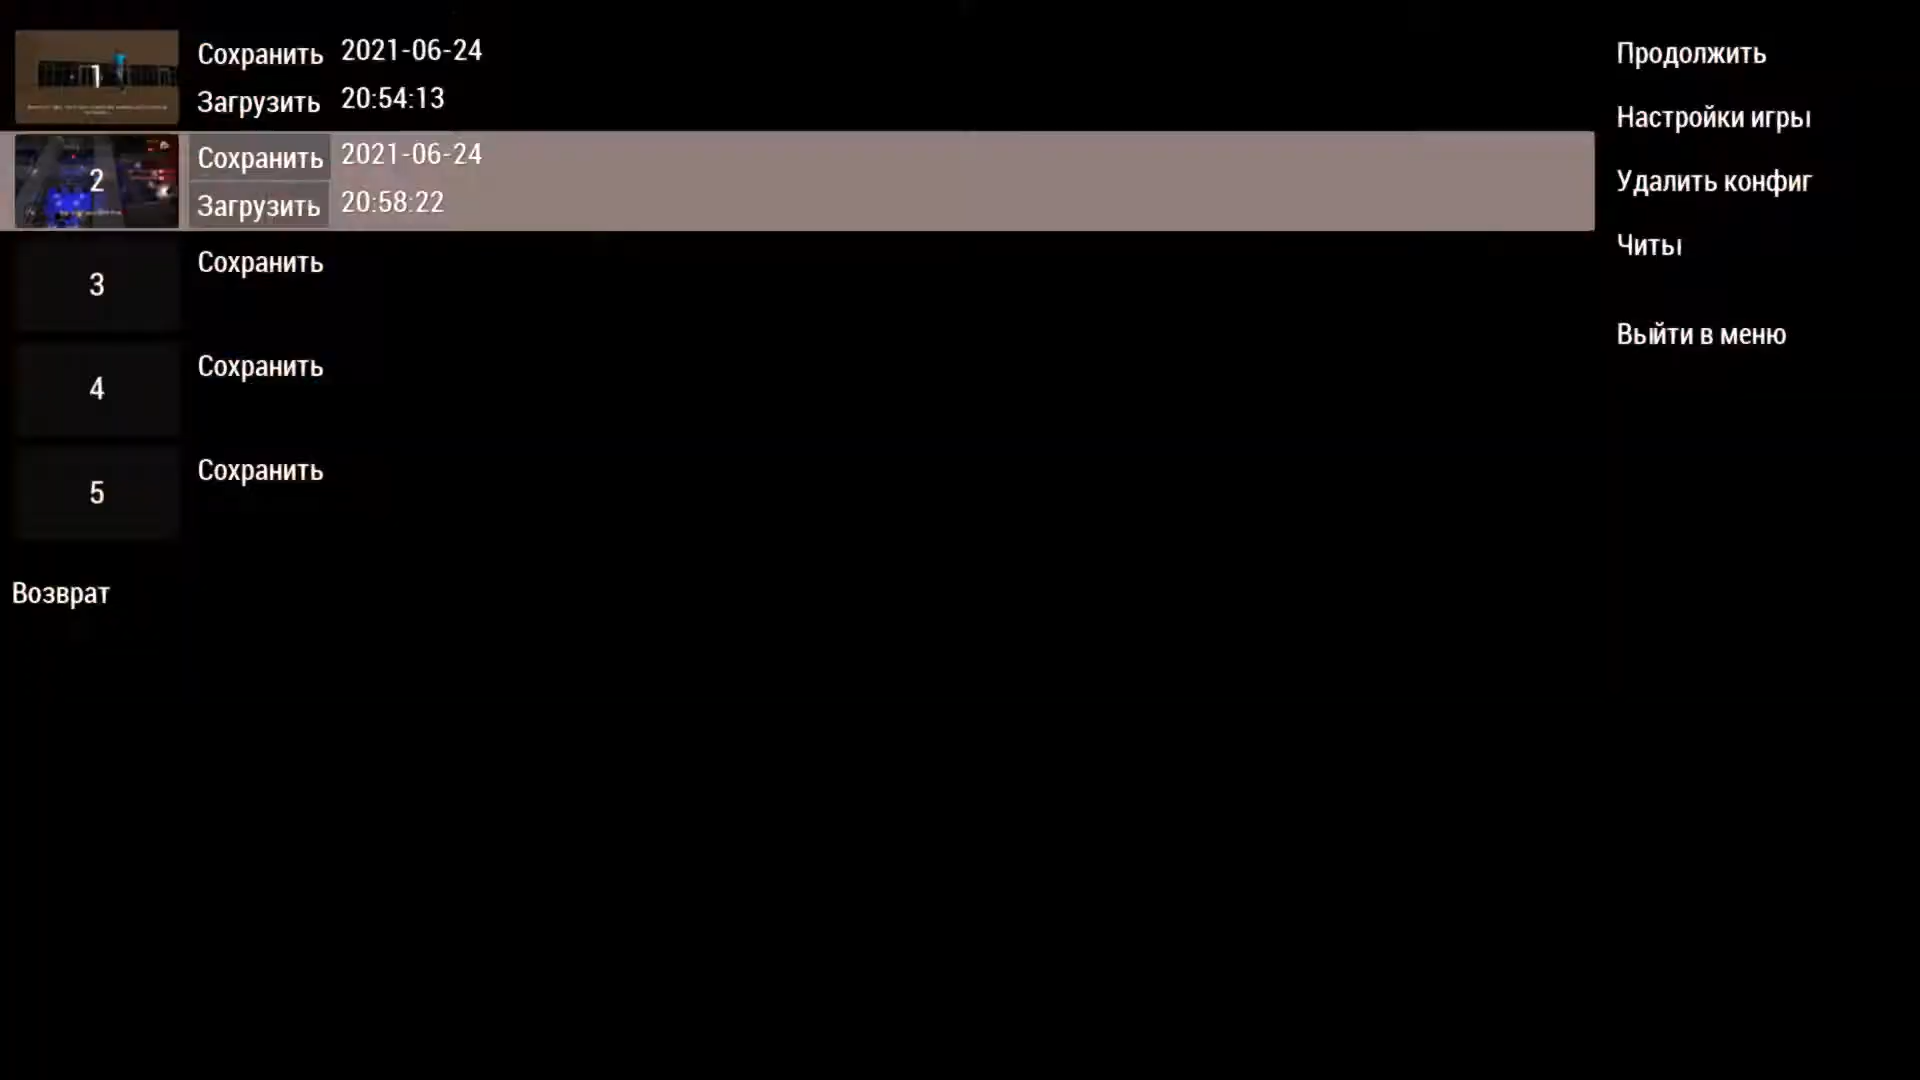 1
Сохранить 2021-06-24
Загрузить 20:54:13
2
Сохранить 2021-06-24
Загрузить 20:58:22
3
Сохранить
4
Сохранить
5
Сохранить
Возврат
Продолжить
Настройки игры
Удалить конфиг
Читы
Выйти в меню